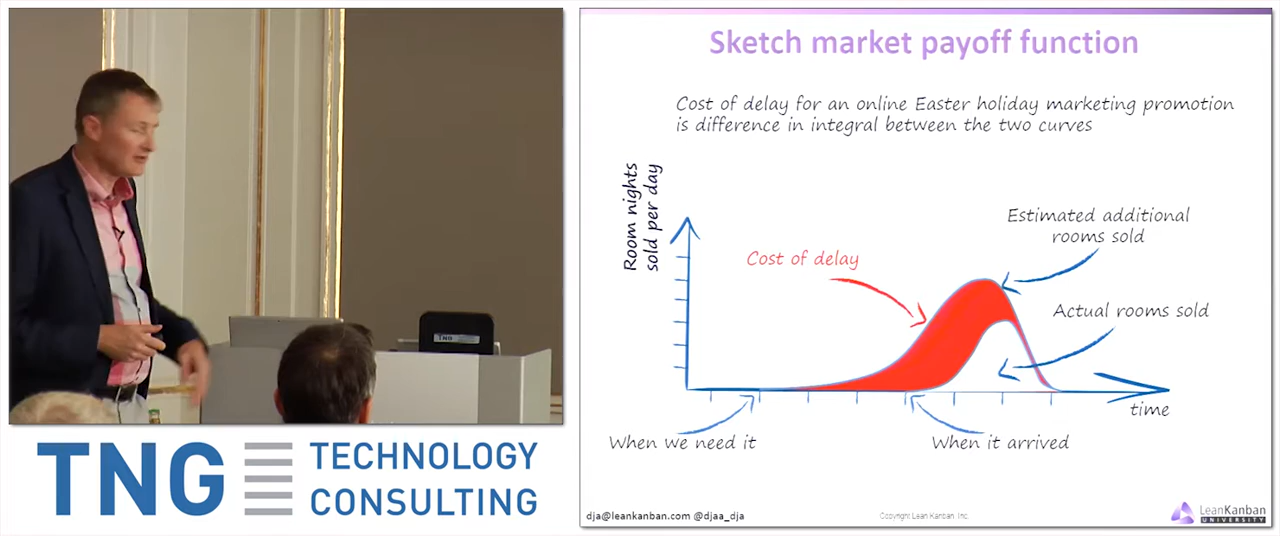 TNG
TECHNOLOGY
CONSULTING
TNG
Sketch market payoff function
Cost of delay for an online Easter holiday marketing promotion
is difference in integral between the two curves
Room nights
sold per day
Estimated additional
rooms sold
Cost of delay
Actual rooms sold
time
When we need it
When it arrived
dja@leankanban.com @djaa_dja
Copyright Lean Kanban Inc.
LeanKanban
UNIVERSITY